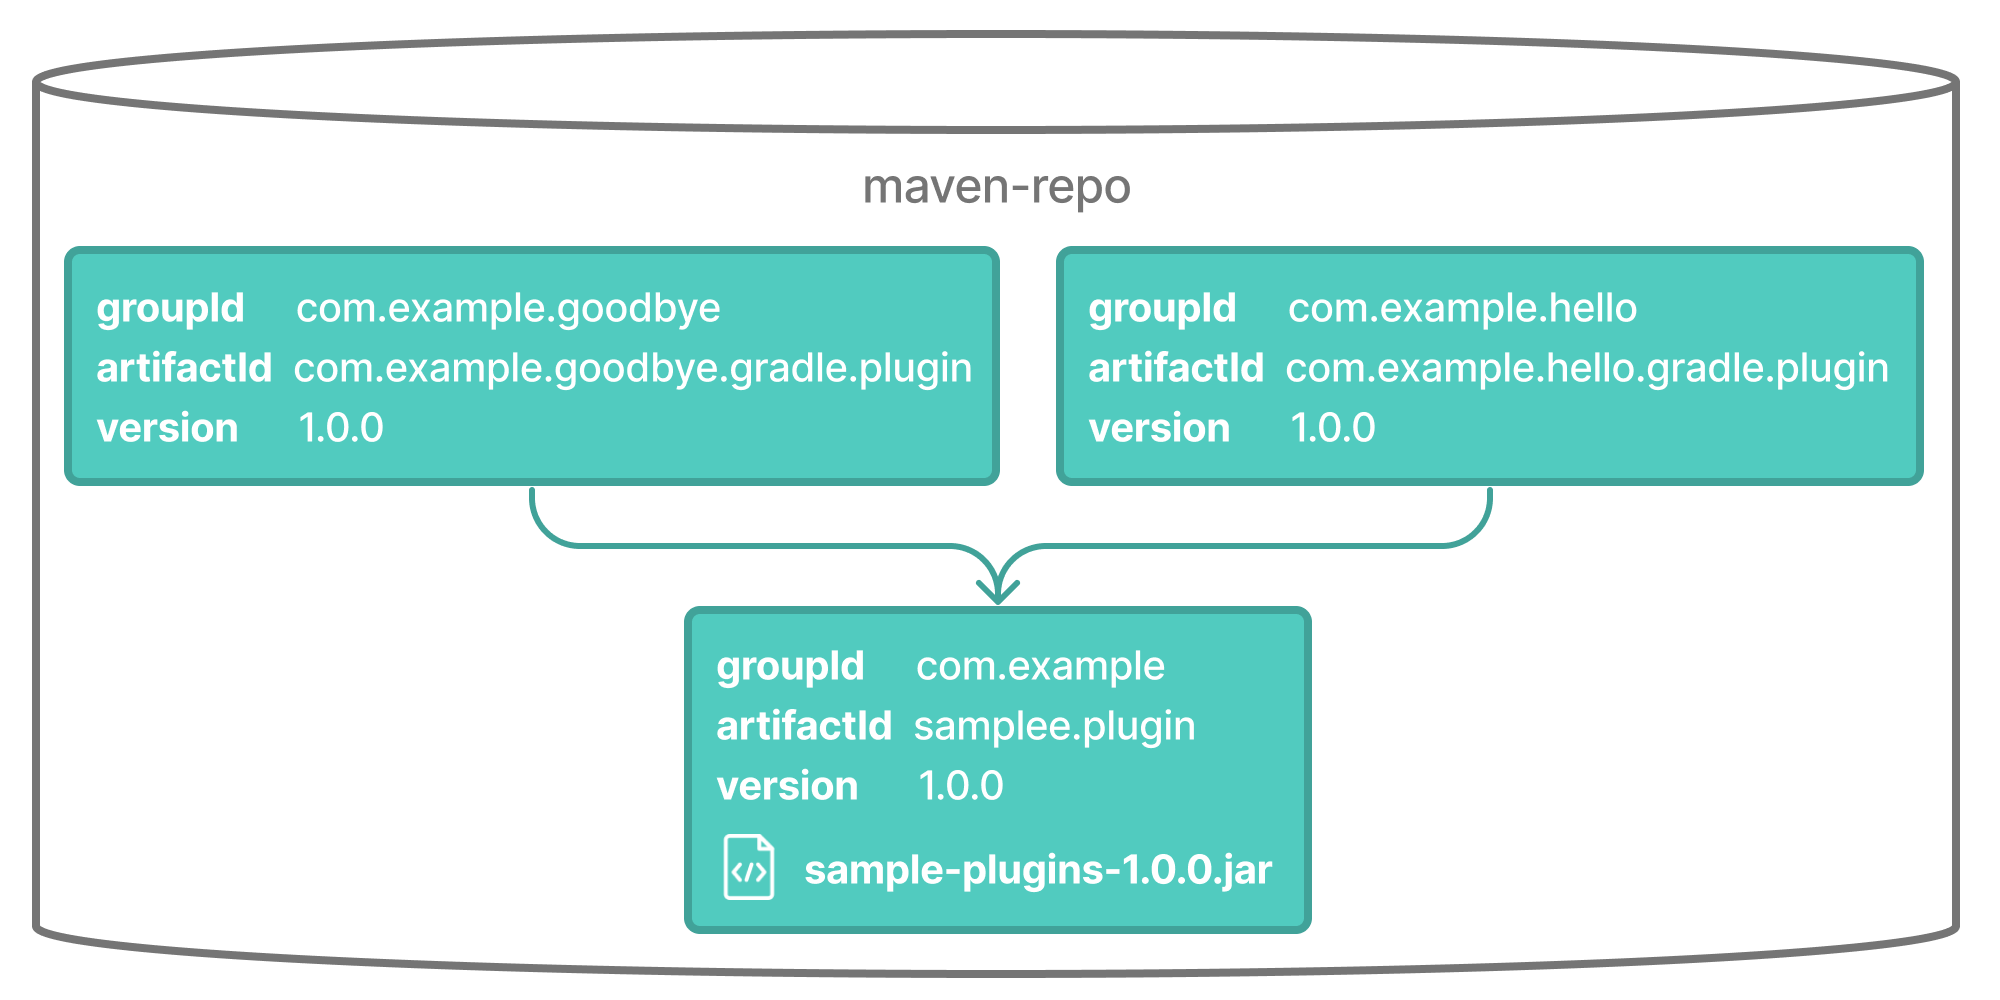 maven-repo
groupId com.example.goodbye
artifactId com.example.goodbye.gradle.plugin
version 1.0.0
groupId com.example.hello
artifactId com.example.hello.gradle.plugin
version 1.0.0
groupId com.example
artifactId samplee.plugin
version 1.0.0
</> sample-plugins-1.0.0.jar